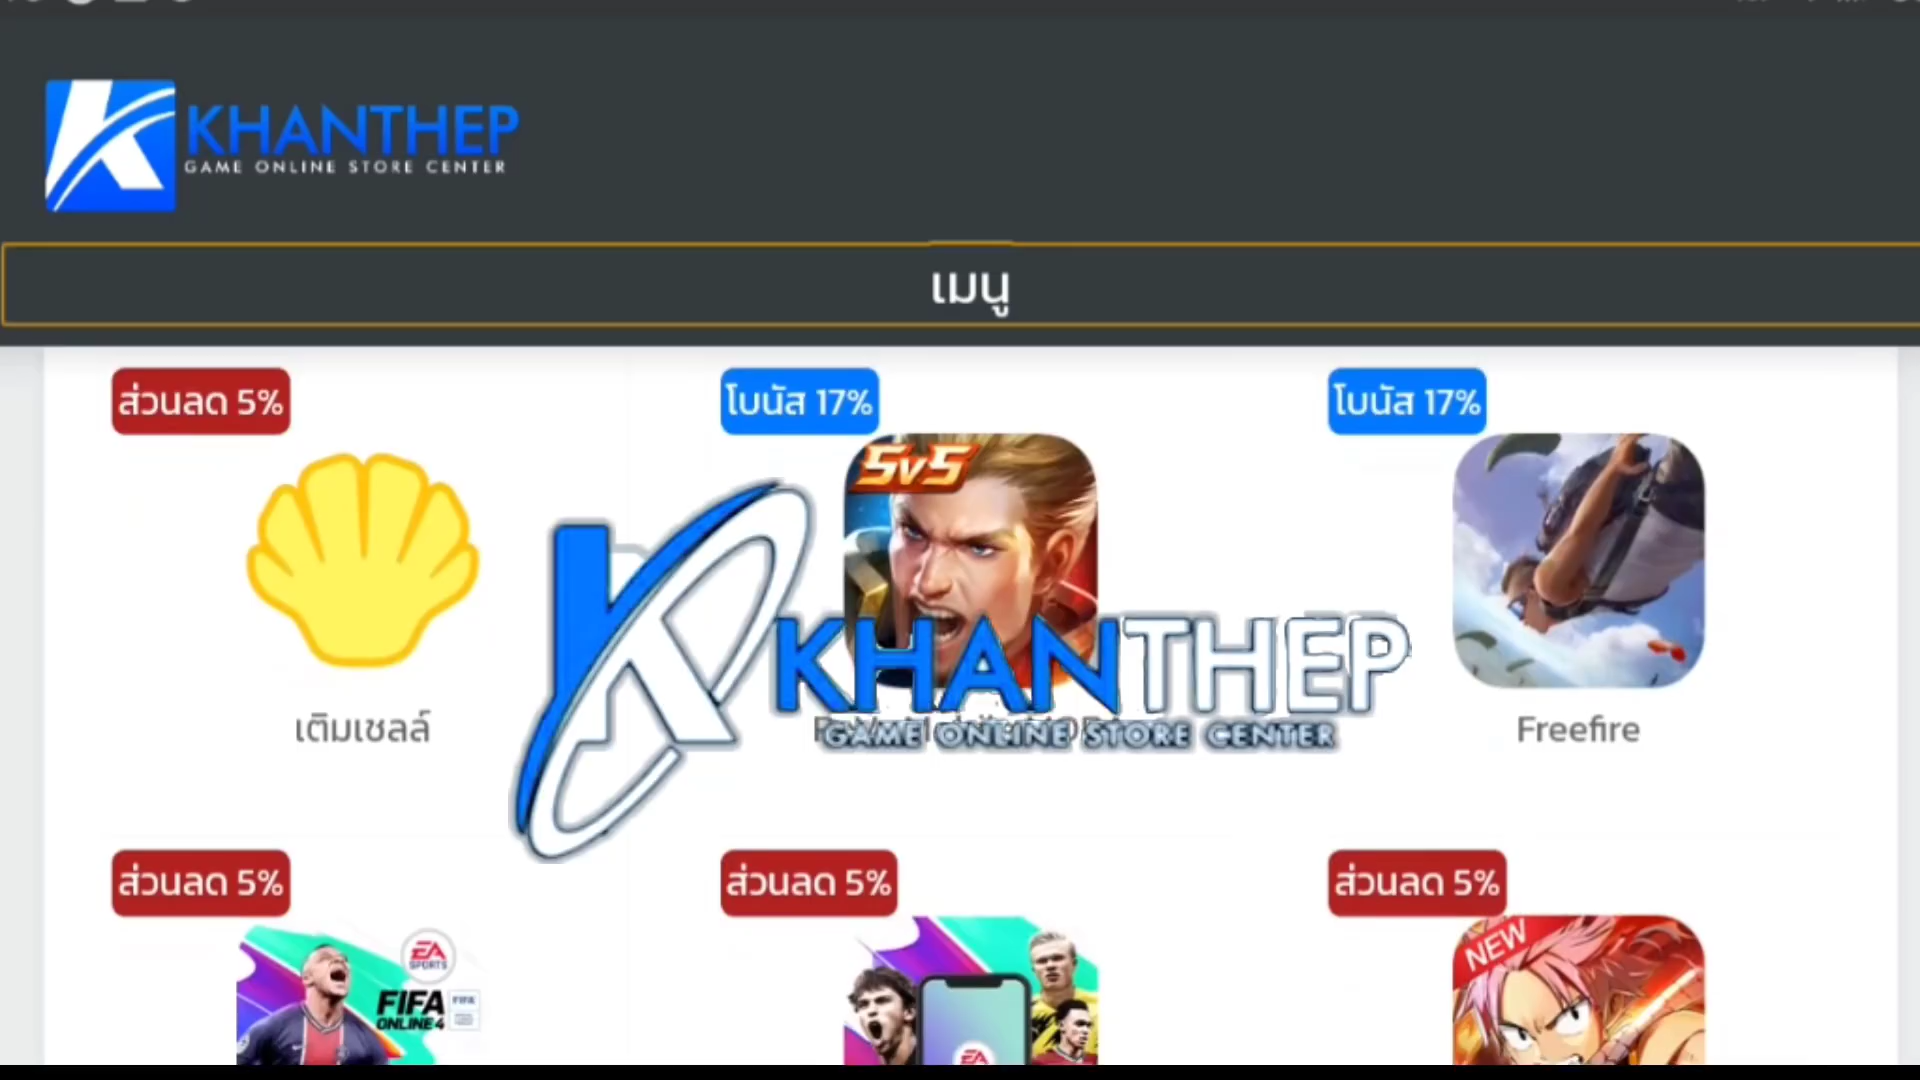 KHANTHEP
GAME ONLINE STORE CENTER
เมนู
ส่วนลด 5%
โบนัส 17%
โบนัส 17%
5v5
KHANTHEP
GAME ONLINE STORE CENTER
เติมเชลล์
Freefire
ส่วนลด 5%
ส่วนลด 5%
ส่วนลด 5%
NEW
EA
SPORTS
FIFA
ONLINE 4
FIFA
EA